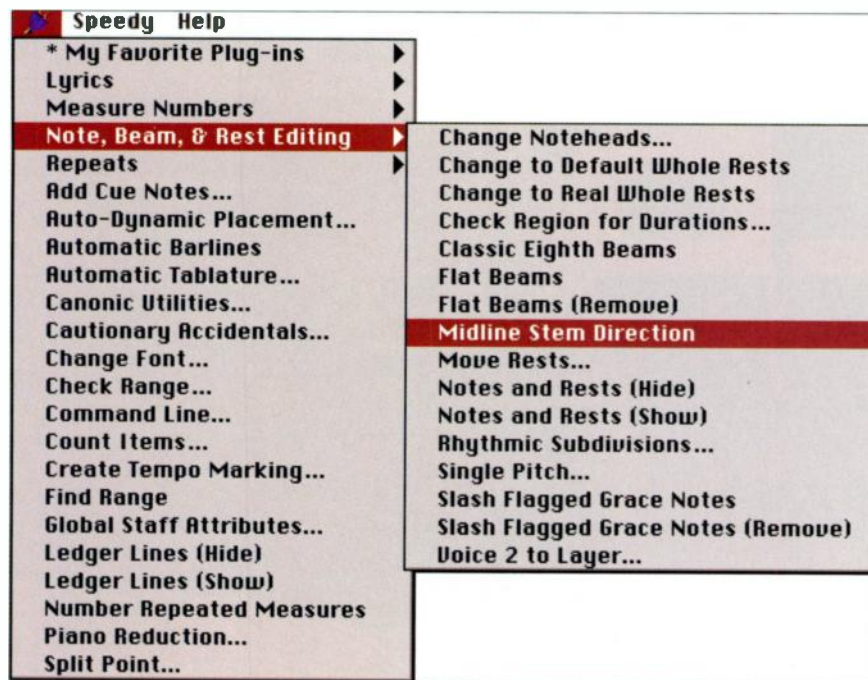 Speedy Help
* My Favorite Plug-ins
Lyrics
Measure Numbers
Note, Beam, & Rest Editing
Repeats
Add Cue Notes...
Auto-Dynamic Placement...
Automatic Barlines
Automatic Tablature...
Canonic Utilities...
Cautionary Accidentals...
Change Font...
Check Range...
Command Line...
Count Items...
Create Tempo Marking...
Find Range
Global Staff Attributes...
Ledger Lines (Hide)
Ledger Lines (Show)
Number Repeated Measures
Piano Reduction...
Split Point...
Change Noteheads...
Change to Default Whole Rests
Change to Real Whole Rests
Check Region for Durations...
Classic Eighth Beams
Flat Beams
Flat Beams (Remove)
Midline Stem Direction
Move Rests...
Notes and Rests (Hide)
Notes and Rests (Show)
Rhythmic Subdivisions...
Single Pitch...
Slash Flagged Grace Notes
Slash Flagged Grace Notes (Remove)
Voice 2 to Layer...